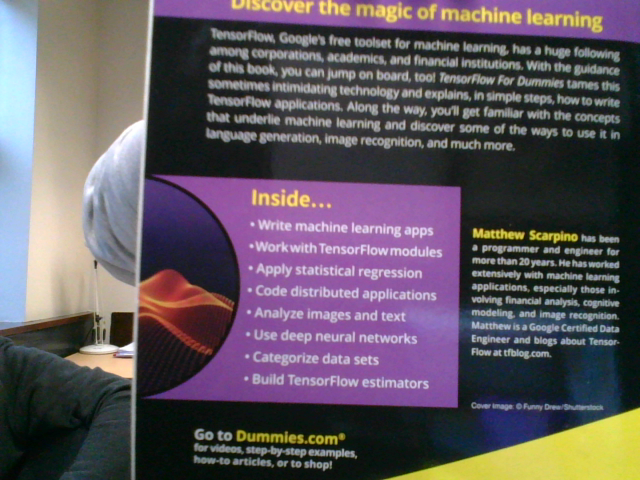 Discover the magic of machine learning
TensorFlow, Google's free toolset for machine learning, has a huge following
among corporations, academics, and financial institutions. With the guidance
of this book, you can jump on board, too! TensorFlow For Dummies tames this
sometimes intimidating technology and explains, in simple steps, how to write
TensorFlow applications. Along the way, you'll get familiar with the concepts
that underlie machine learning and discover some of the ways to use it in
language generation, image recognition, and much more.
Inside...
• Write machine learning apps
• Work with TensorFlow modules
• Apply statistical regression
• Code distributed applications
• Analyze images and text
• Use deep neural networks
• Categorize data sets
• Build TensorFlow estimators
Matthew Scarpino has been
a programmer and engineer for
more than 20 years. He has worked
extensively with machine learning
applications, especially those in-
volving financial analysis, cognitive
modeling, and image recognition.
Matthew is a Google Certified Data
Engineer and blogs about Tensor-
Flow at tfblog.com.
Cover Image: © Funny Drew/Shutterstock
Go to Dummies.com®
for videos, step-by-step examples,
how-to articles, or to shop!